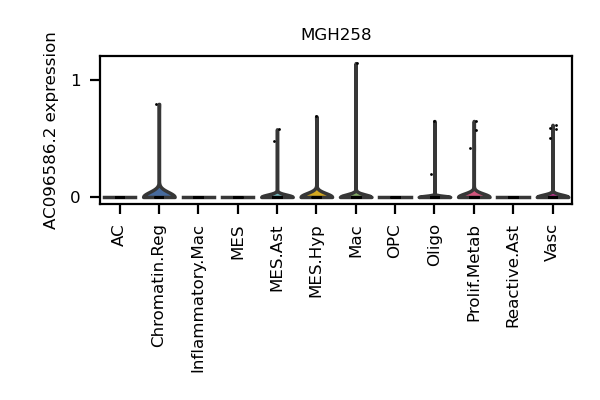 MGH258
AC096586.2 expression
1
0
AC
Chromatin.Reg
Inflammatory.Mac
MES
MES.Ast
MES.Hyp
Mac
OPC
Oligo
Prolif.Metab
Reactive.Ast
Vasc